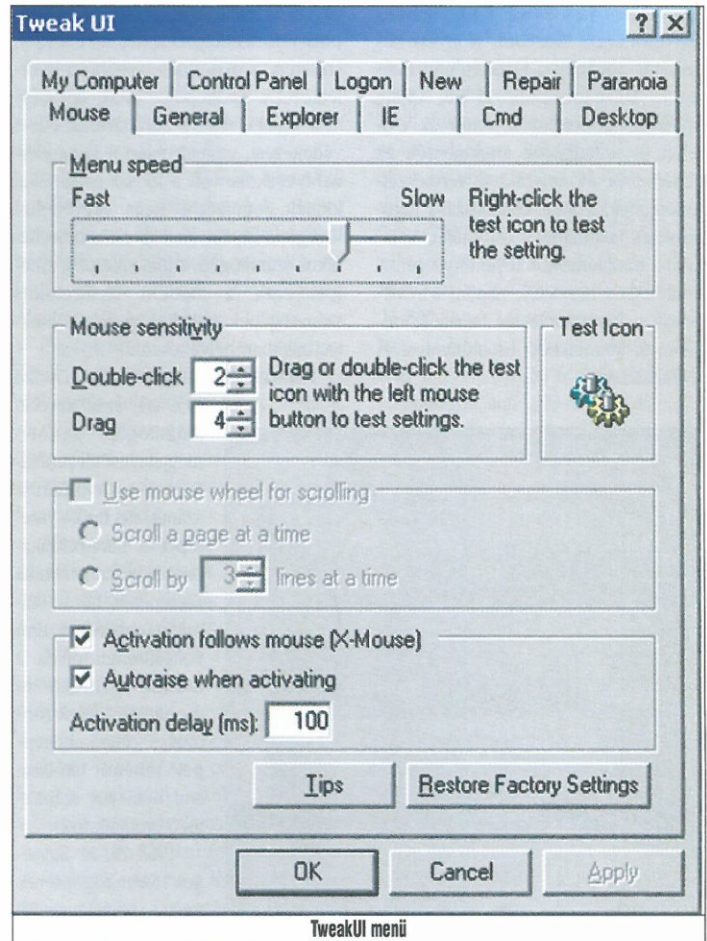 Tweak UI
My Computer Control Panel Logon New Repair Paranoia
Mouse General Explorer IE Cmd Desktop
Menu speed
Fast Slow
Right-click the
test icon to test
the setting.
Mouse sensitivity
Double-click 2
Drag 4
Drag or double-click the test
icon with the left mouse
button to test settings.
Test Icon
Use mouse wheel for scrolling
Scroll a page at a time
Scroll by 3 lines at a time
Activation follows mouse (X-Mouse)
Autoraise when activating
Activation delay (ms): 100
Tips Restore Factory Settings
OK Cancel Apply
TweakUI menü